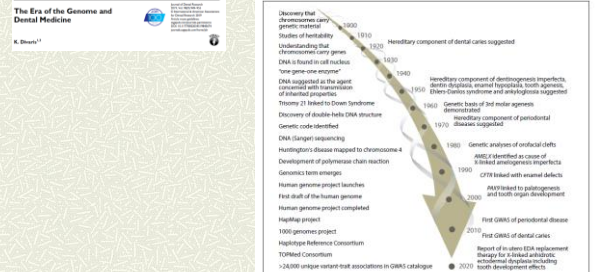 The Era of the Genome and
Dental Medicine
K. Divaris
Discovery that
chromosomes carry
genetic material
Studies of heritability
Understanding that
chromosomes carry genes
DNA is found in cell nucleus
"one gene-one enzyme"
DNA suggested as the agent
concerned with transmission
of inherited properties
Trisomy 21 linked to Down Syndrome
Discovery of double-helix DNA structure
Genetic code identified
DNA (Sanger) sequencing
Huntington's disease mapped to chromosome 4
Development of polymerase chain reaction
Genomics term emerges
Human genome project launches
First draft of the human genome
Human genome project completed
HapMap project
1000 genomes project
Haplotype Reference Consortium
TOPMed Consortium
>24,000 unique variant-trait associations in GWAS catalogue
1900
1910
1920
1930
1940
1950
1960
1970
1980
1990
2000
2010
2020
Hereditary component of dental caries suggested
Hereditary component of dentinogenesis imperfecta,
dentin dysplasia, enamel hypoplasia, tooth agenesis,
Ehlers-Danlos syndrome and ankyloglossia suggested
Genetic basis of 3rd molar agenesis
demonstrated
Hereditary component of periodontal
diseases suggested
Genetic analyses of orofacial clefts
AMELX identified as cause of
X-linked amelogenesis imperfecta
CFTR linked with enamel defects
PAX9 linked to palatogenesis
and tooth organ development
First GWAS of periodontal disease
First GWAS of dental caries
Report of in utero EDA replacement
therapy for X-linked anhidrotic
ectodermal dysplasia including
tooth development effects